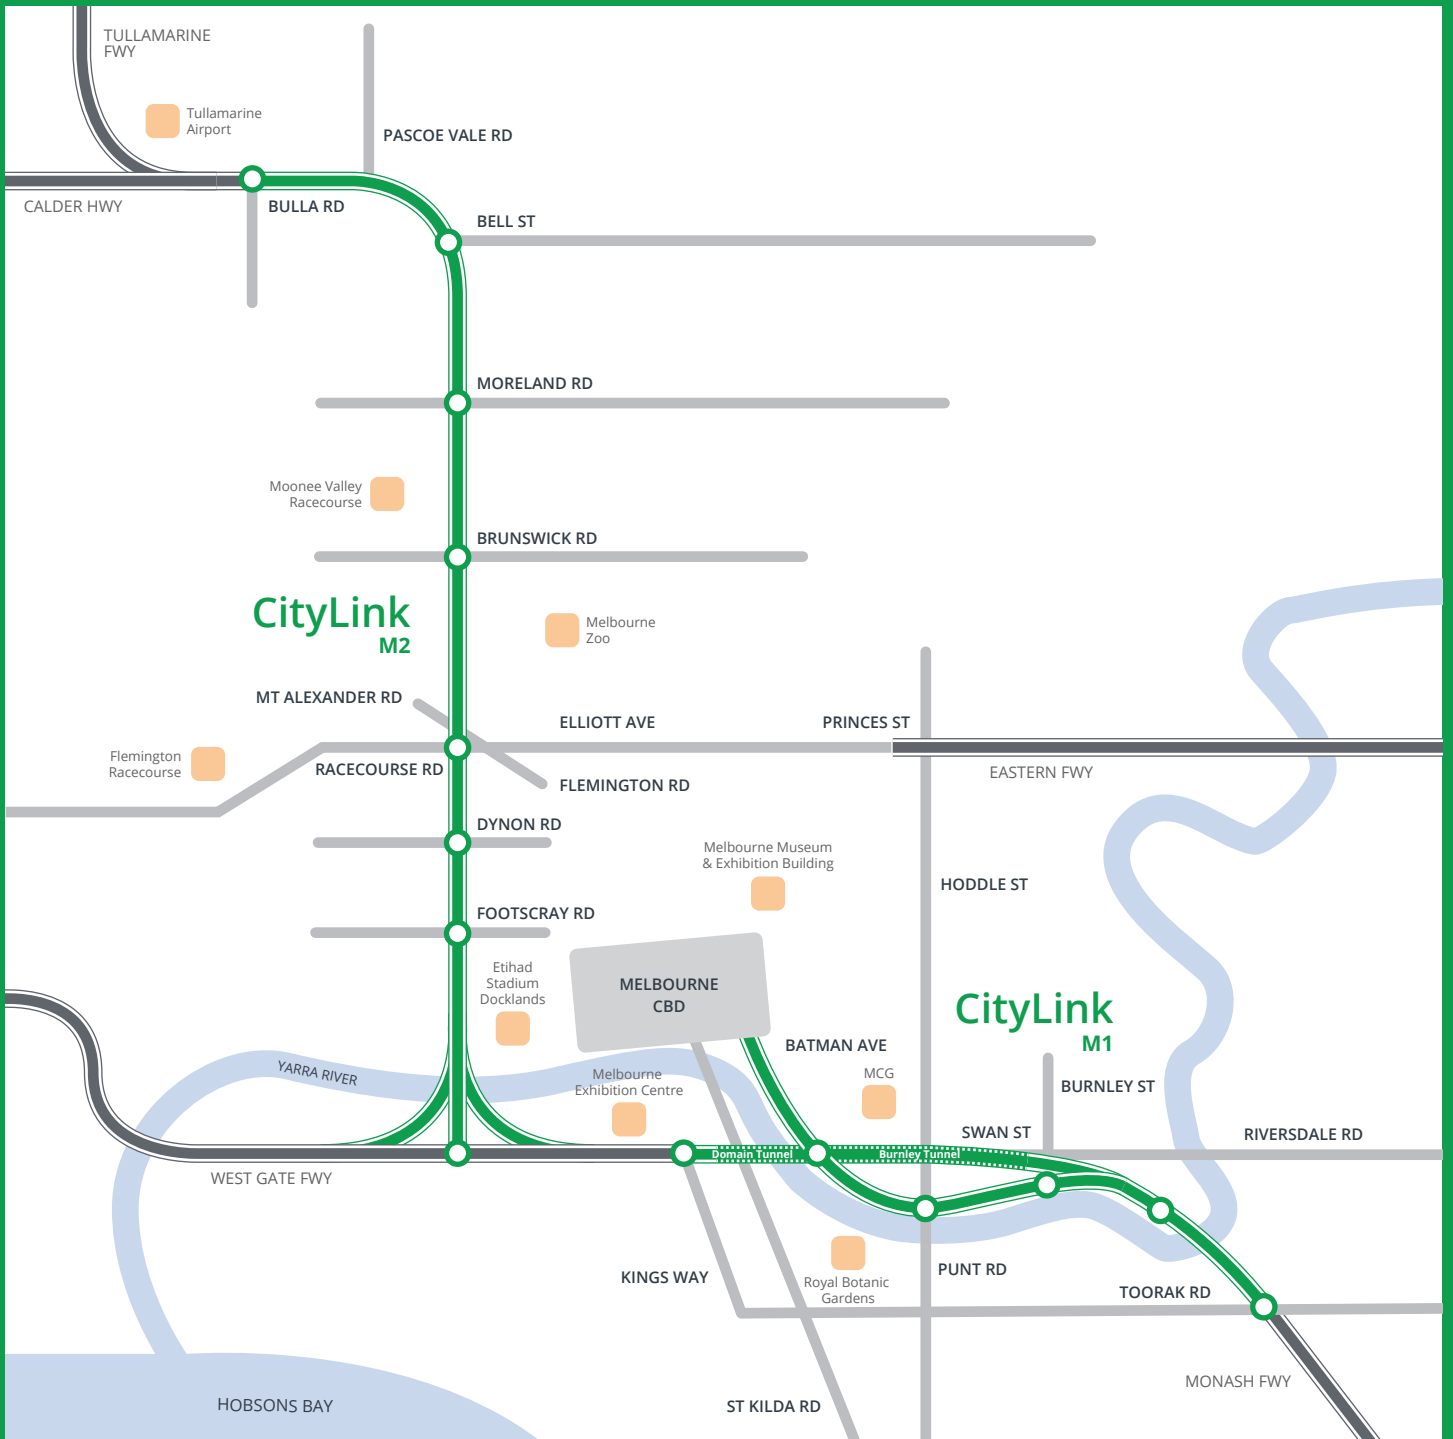 TULLAMARINE
FWY
Tullamarine
Airport
PASCOE VALE RD
CALDER HWY
BULLA RD
BELL ST
MORELAND RD
Moonee Valley
Racecourse
BRUNSWICK RD
CityLink
M2
Melbourne
Zoo
MT ALEXANDER RD
ELLIOTT AVE
PRINCES ST
Flemington
Racecourse
RACECOURSE RD
FLEMINGTON RD
EASTERN FWY
DYNON RD
Melbourne Museum
& Exhibition Building
HODDLE ST
FOOTSCRAY RD
Etihad
Stadium
Docklands
MELBOURNE
CBD
CityLink
M1
BATMAN AVE
YARRA RIVER
Melbourne
Exhibition Centre
MCG
BURNLEY ST
SWAN ST
RIVERSDALE RD
Domain Tunnel
Burnley Tunnel
WEST GATE FWY
KINGS WAY
Royal Botanic
Gardens
PUNT RD
TOORAK RD
MONASH FWY
HOBSONS BAY
ST KILDA RD